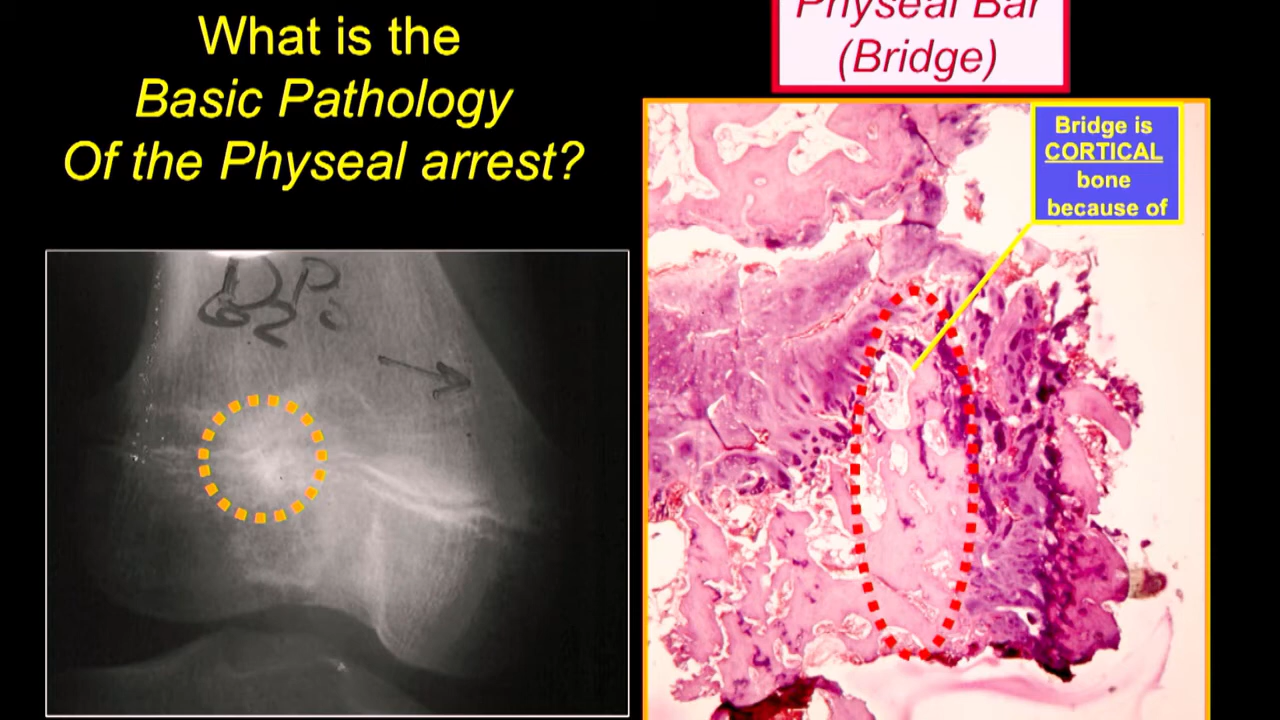 What is the
Basic Pathology
Of the Physeal arrest?
Physeal Bar
(Bridge)
Bridge is
CORTICAL
bone
because of